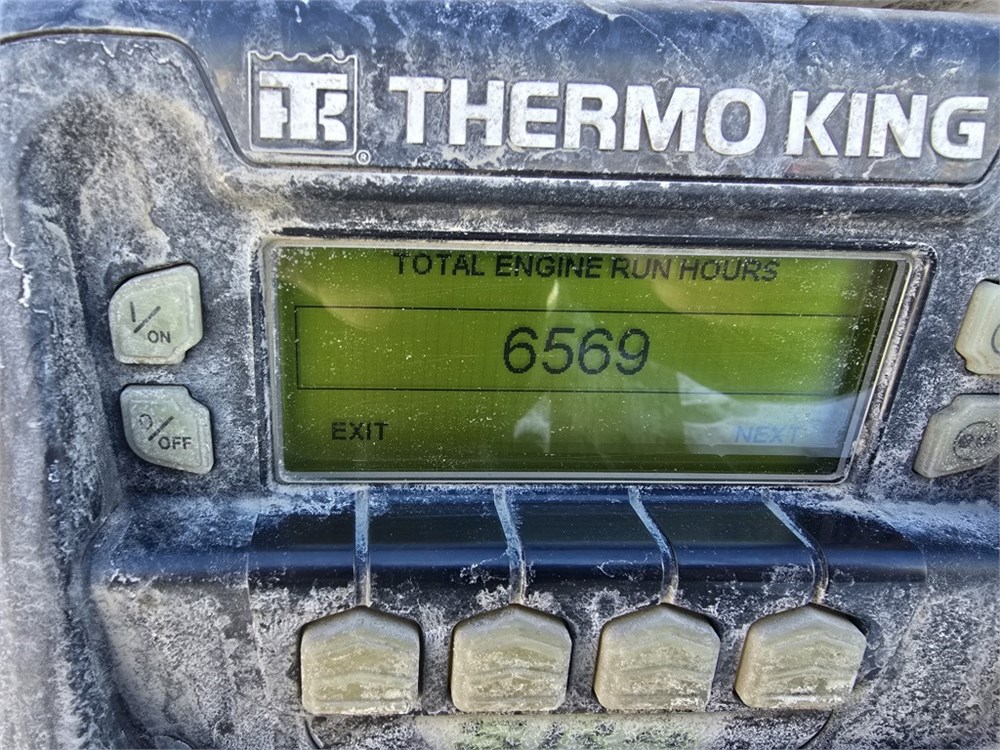 TK ® THERMO KING
TOTAL ENGINE RUN HOURS
I/ON
6569
O/OFF
EXIT NEXT